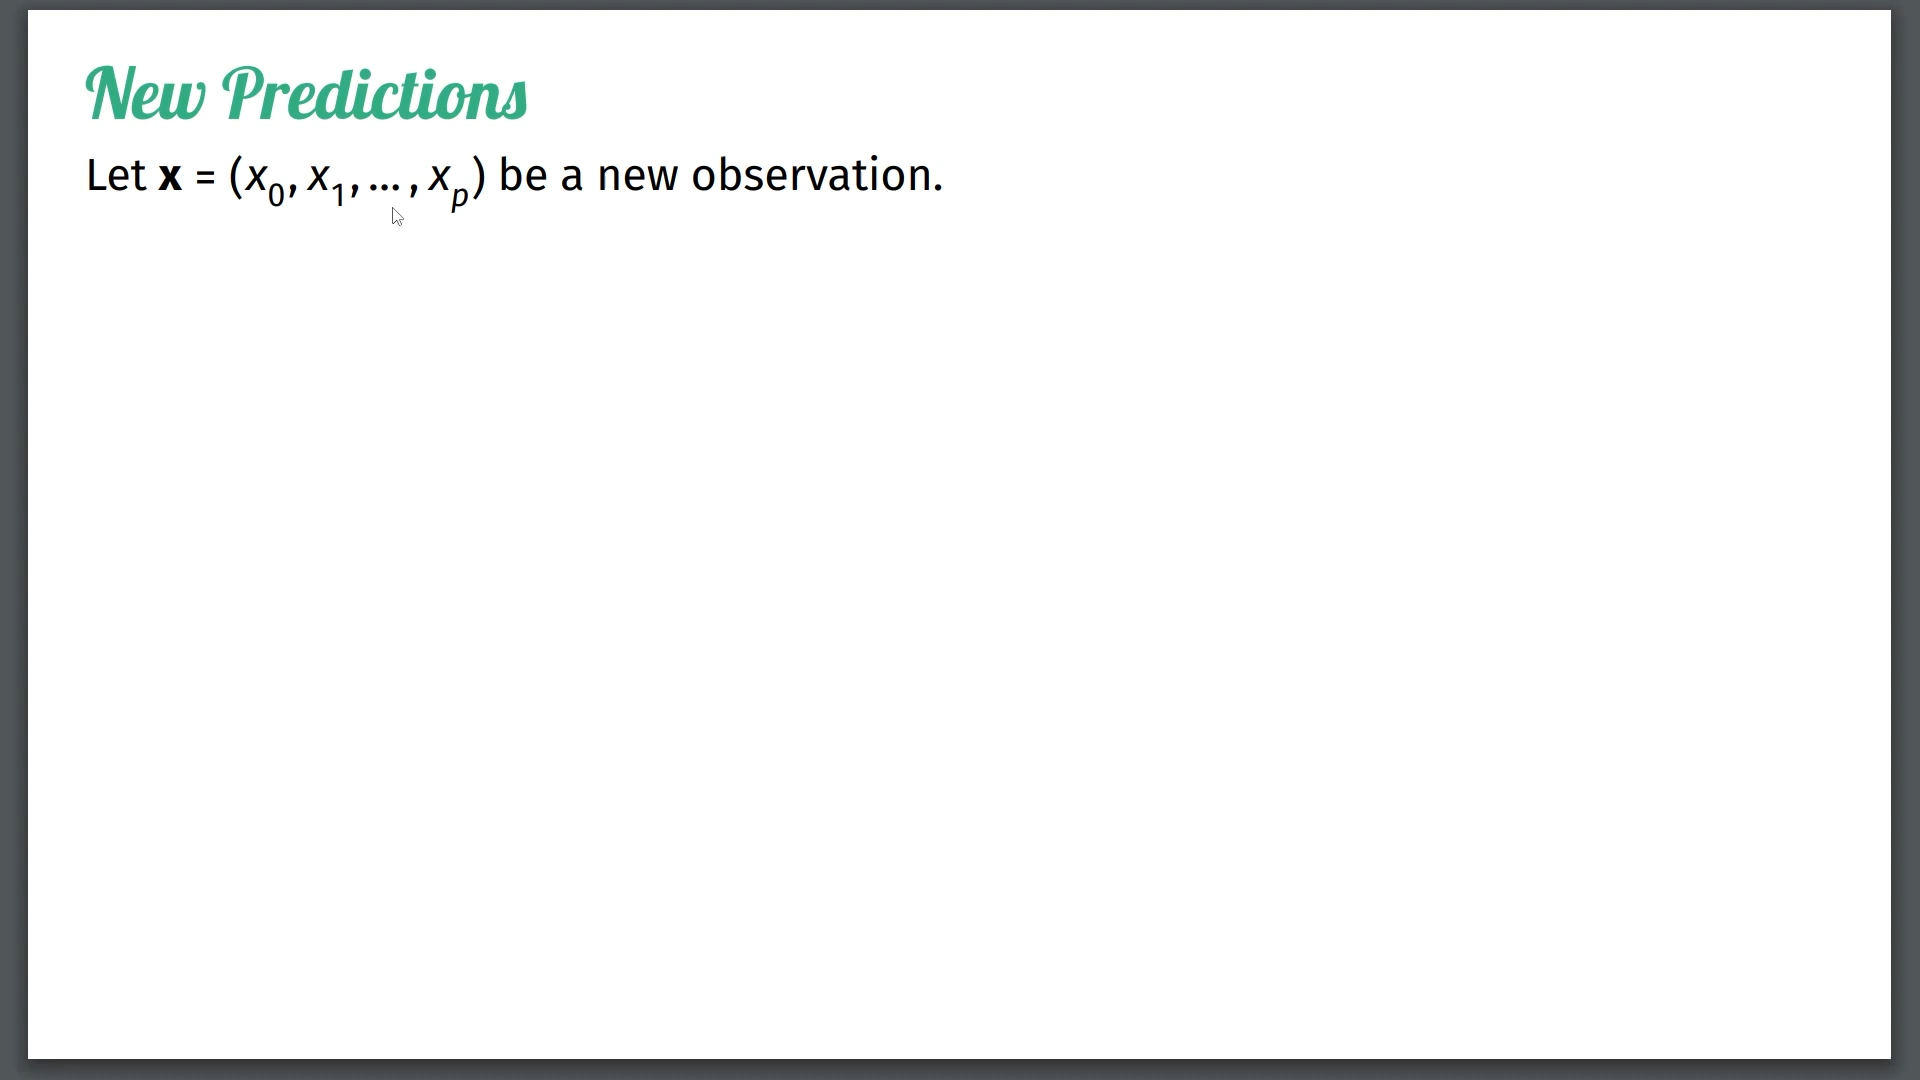 New Predictions
Let x = (x₀, x₁, ... , xₚ) be a new observation.